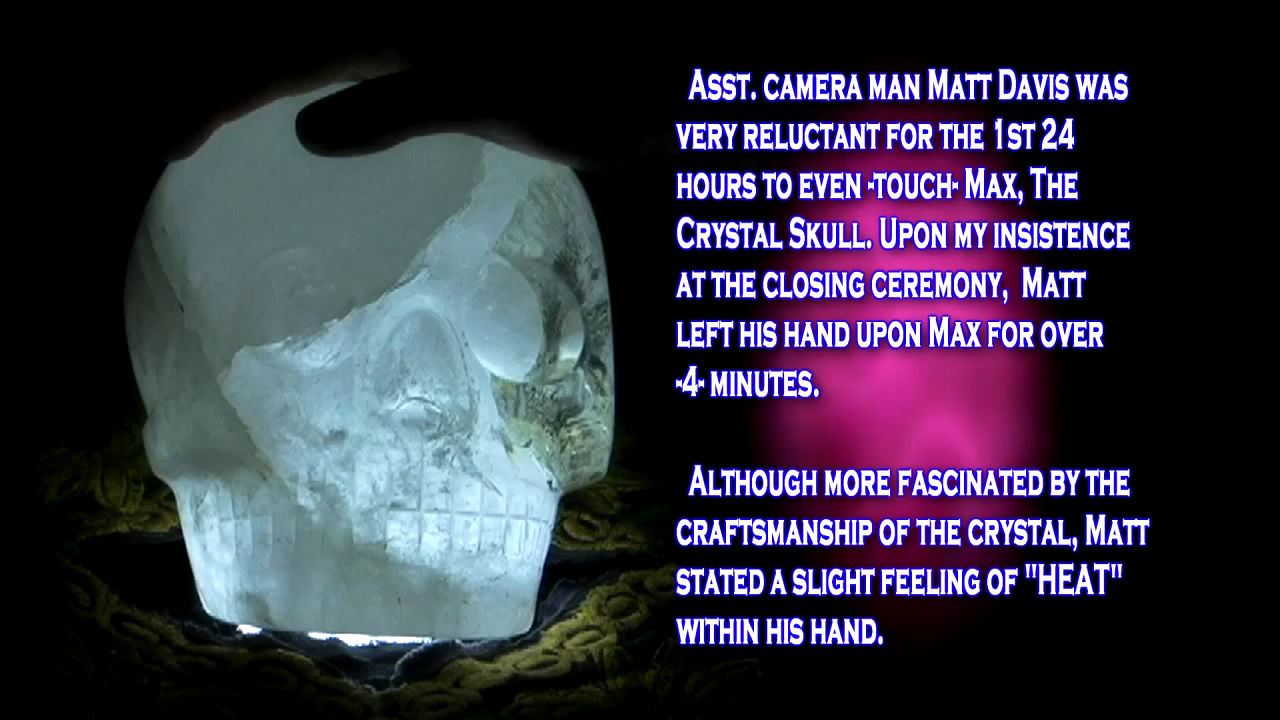 Asst. camera man Matt Davis was
very reluctant for the 1st 24
hours to even -touch- Max, The
Crystal Skull. Upon my insistence
at the closing ceremony, Matt
left his hand upon Max for over
-4- minutes.
Although more fascinated by the
craftsmanship of the crystal, Matt
stated a slight feeling of "HEAT"
within his hand.